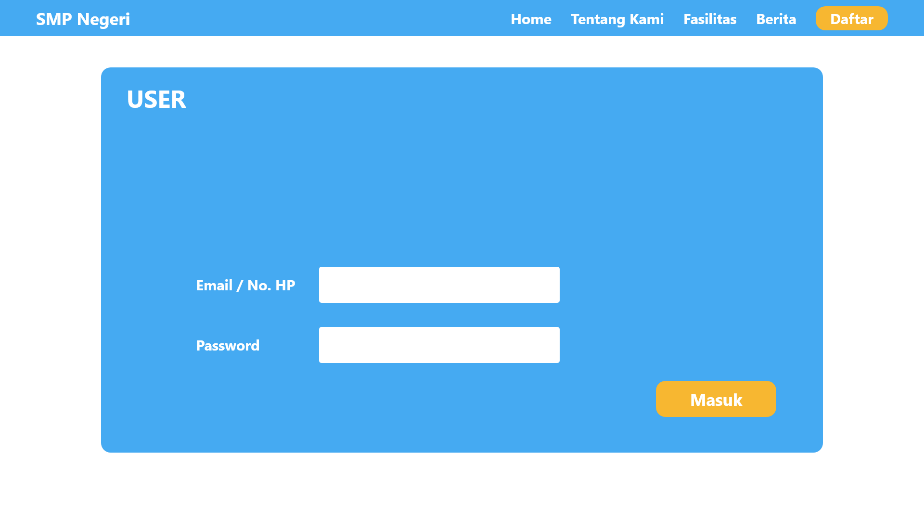 SMP Negeri Home Tentang Kami Fasilitas Berita Daftar
USER
Email / No. HP
Password
Masuk